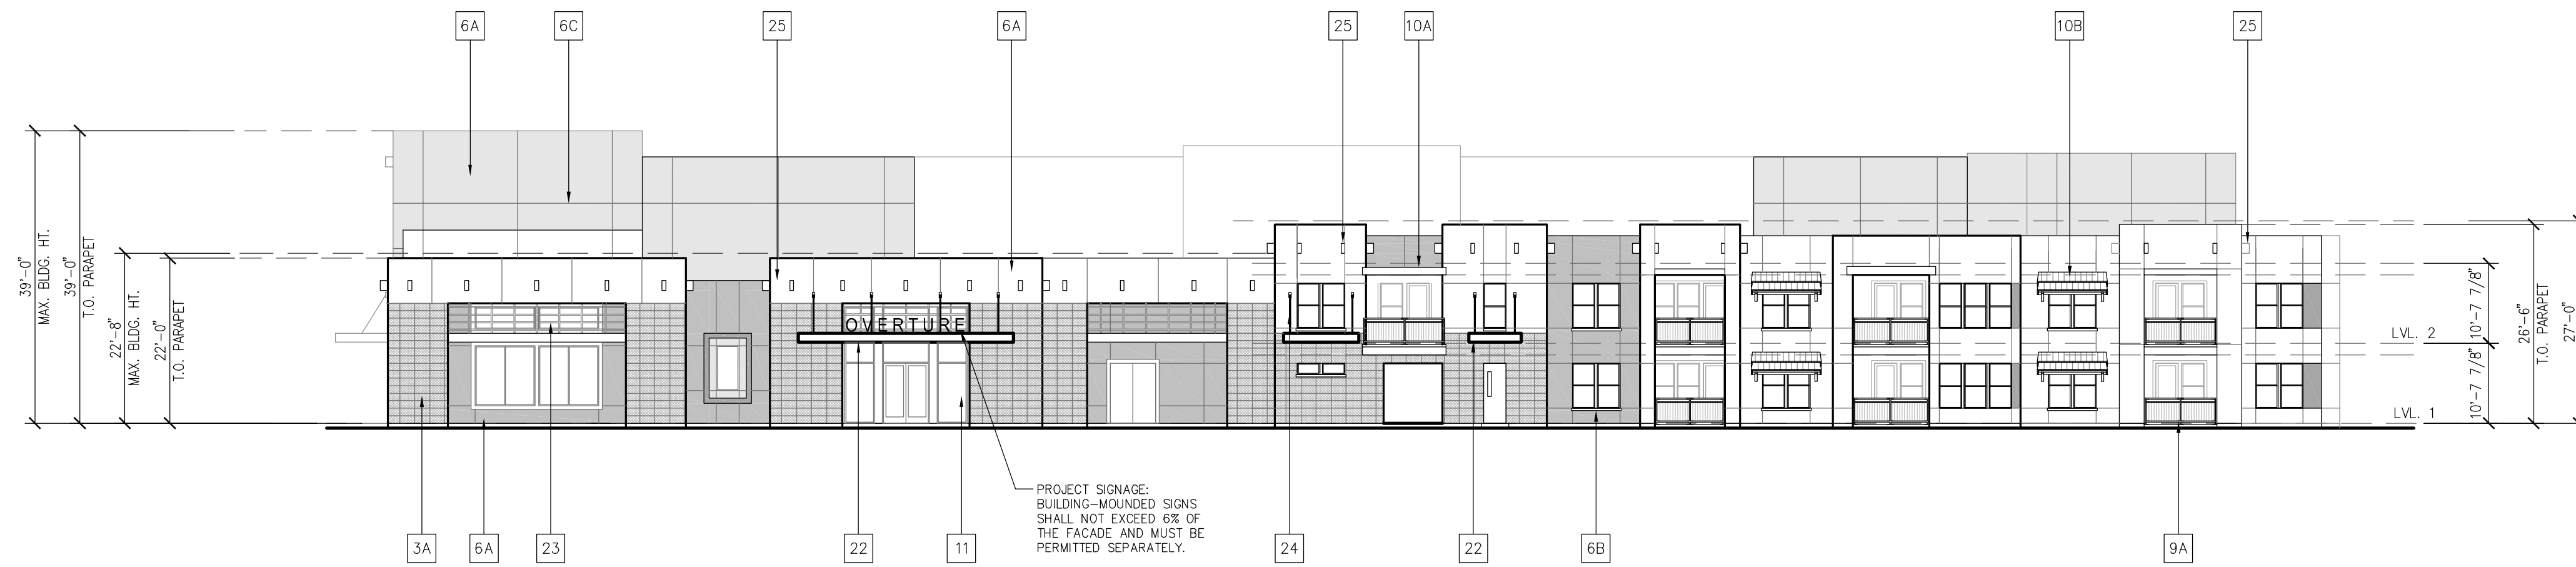 6A
6C
25
6A
25
10A
10B
25
39'-0"
MAX. BLDG. HT.
39'-0"
T.O. PARAPET
22'-8"
MAX. BLDG. HT.
22'-0"
T.O. PARAPET
OVERTURE
LVL. 2
LVL. 1
10'-7 7/8"
10'-7 7/8"
26'-6"
T.O. PARAPET
27'-0"
PROJECT SIGNAGE:
BUILDING-MOUNDED SIGNS
SHALL NOT EXCEED 6% OF
THE FACADE AND MUST BE
PERMITTED SEPARATELY.
3A
6A
23
22
11
24
22
6B
9A